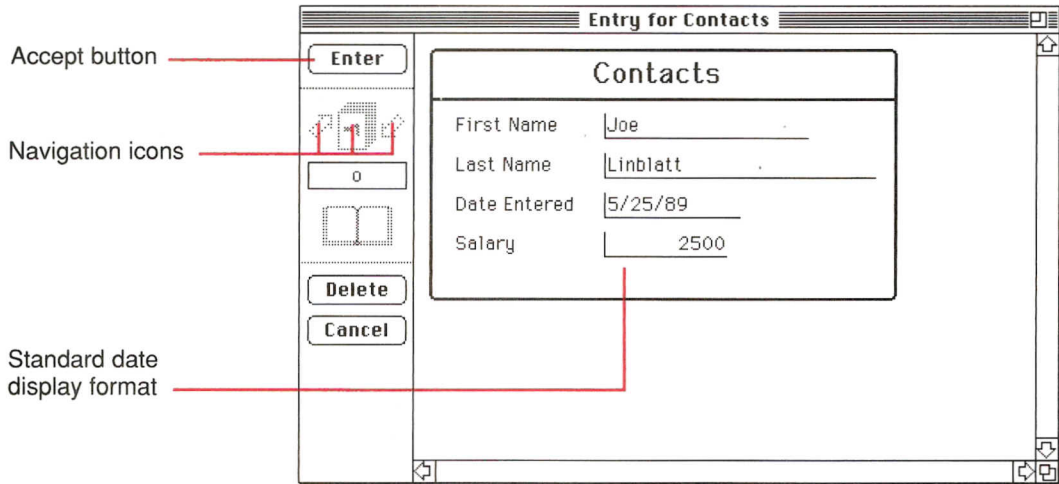 Entry for Contacts
Accept button
Enter
Contacts
First Name Joe
Navigation icons
Last Name Linblatt
0
Date Entered 5/25/89
Salary 2500
Delete
Cancel
Standard date
display format